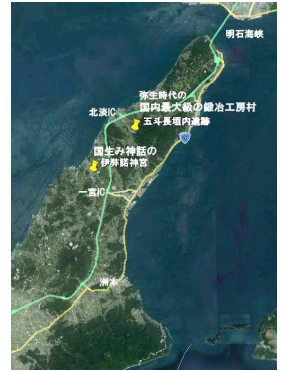 明石海峡
弥生時代の
国内最大級の鍛冶工房村
北淡IC
五斗長垣内遺跡
28
国生み神話の
伊弉諾神宮
一宮IC
洲本